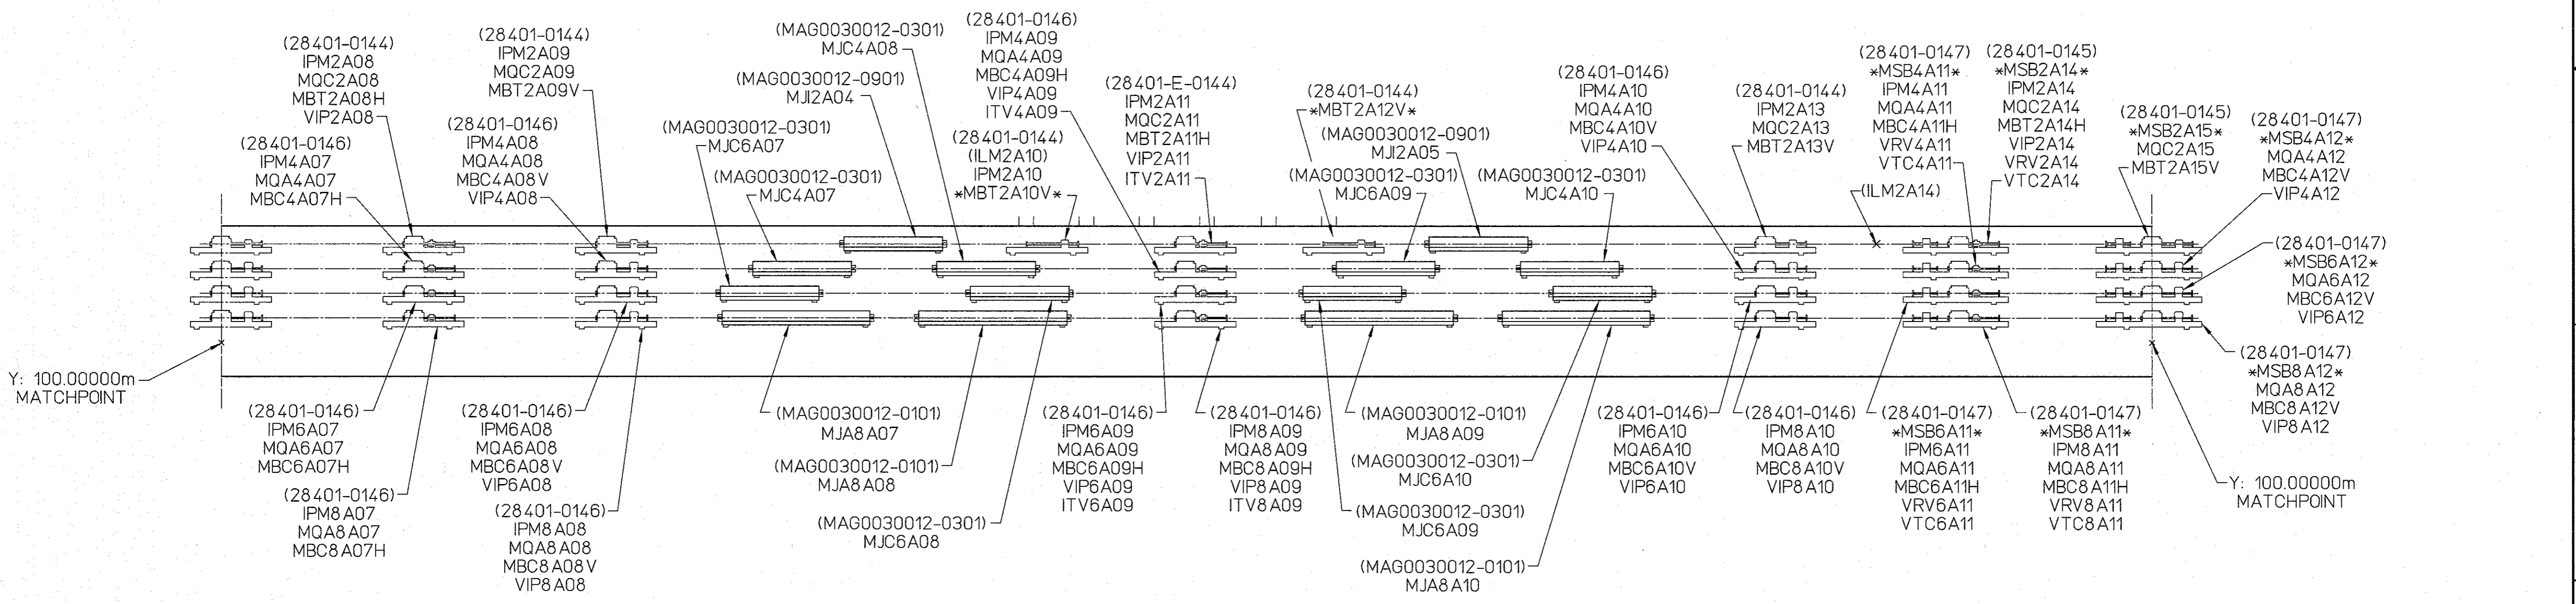 (28401-0144)
IPM2A08
MQC2A08
MBT2A08H
VIP2A08
(28401-0146)
IPM4A07
MQA4A07
MBC4A07H
(28401-0144)
IPM2A09
MQC2A09
MBT2A09V
(28401-0146)
IPM4A08
MQA4A08
MBC4A08V
VIP4A08
(MAG0030012-0301)
MJC4A08
(MAG0030012-0901)
MJI2A04
(MAG0030012-0301)
MJC6A07
(MAG0030012-0301)
MJC4A07
(28401-0146)
IPM4A09
MQA4A09
MBC4A09H
VIP4A09
ITV4A09
(28401-0144)
(ILM2A10)
IPM2A10
*MBT2A10V*
(28401-E-0144)
IPM2A11
MQC2A11
MBT2A11H
VIP2A11
ITV2A11
(28401-0144)
*MBT2A12V*
(MAG0030012-0901)
MJI2A05
(MAG0030012-0301)
MJC6A09
(28401-0146)
IPM4A10
MQA4A10
MBC4A10V
VIP4A10
(MAG0030012-0301)
MJC4A10
(28401-0144)
IPM2A13
MQC2A13
MBT2A13V
(28401-0147)
*MSB4A11*
IPM4A11
MQA4A11
MBC4A11H
VRV4A11
VTC4A11
(ILM2A14)
(28401-0145)
*MSB2A14*
IPM2A14
MQC2A14
MBT2A14H
VIP2A14
VRV2A14
VTC2A14
(28401-0145)
*MSB2A15*
MQC2A15
MBT2A15V
(28401-0147)
*MSB4A12*
MQA4A12
MBC4A12V
VIP4A12
(28401-0147)
*MSB6A12*
MQA6A12
MBC6A12V
VIP6A12
(28401-0147)
*MSB8A12*
MQA8A12
MBC8A12V
VIP8A12
Y: 100.00000m
MATCHPOINT
(28401-0146)
IPM6A07
MQA6A07
MBC6A07H
(28401-0146)
IPM8A07
MQA8A07
MBC8A07H
(28401-0146)
IPM6A08
MQA6A08
MBC6A08V
VIP6A08
(28401-0146)
IPM8A08
MQA8A08
MBC8A08V
VIP8A08
(MAG0030012-0101)
MJA8A07
(MAG0030012-0101)
MJA8A08
(MAG0030012-0301)
MJC6A08
(28401-0146)
IPM6A09
MQA6A09
MBC6A09H
VIP6A09
ITV6A09
(28401-0146)
IPM8A09
MQA8A09
MBC8A09H
VIP8A09
ITV8A09
(MAG0030012-0101)
MJA8A09
(MAG0030012-0301)
MJC6A10
(MAG0030012-0301)
MJC6A09
(MAG0030012-0101)
MJA8A10
(28401-0146)
IPM6A10
MQA6A10
MBC6A10V
VIP6A10
(28401-0146)
IPM8A10
MQA8A10
MBC8A10V
VIP8A10
(28401-0147)
*MSB6A11*
IPM6A11
MQA6A11
MBC6A11H
VRV6A11
VTC6A11
(28401-0147)
*MSB8A11*
IPM8A11
MQA8A11
MBC8A11H
VRV8A11
VTC8A11
Y: 100.00000m
MATCHPOINT